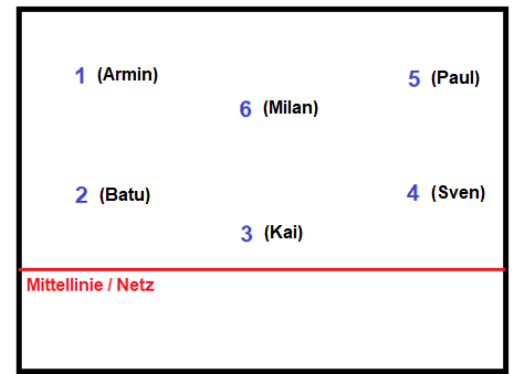 1 (Armin)
5 (Paul)
6 (Milan)
2 (Batu)
4 (Sven)
3 (Kai)
Mittellinie / Netz